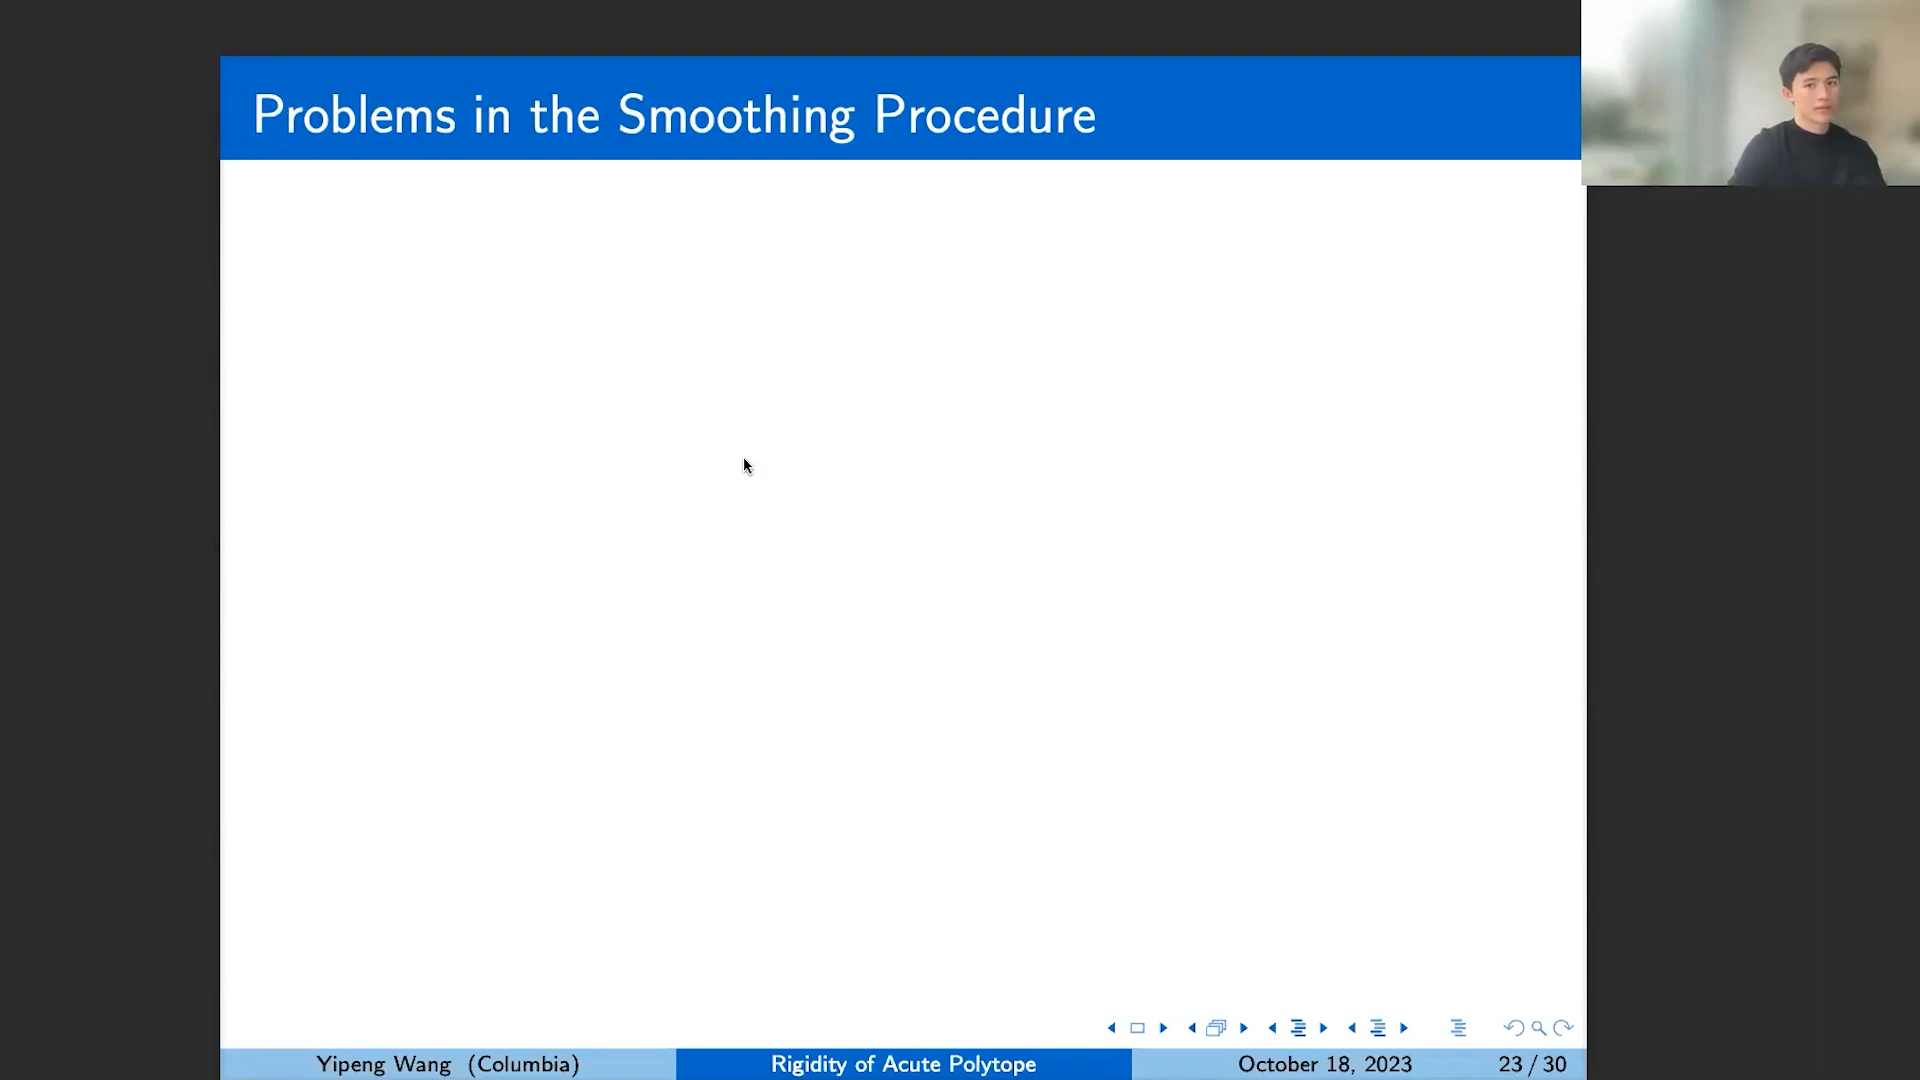 Problems in the Smoothing Procedure
Yipeng Wang (Columbia)
Rigidity of Acute Polytope
October 18, 2023
23 / 30